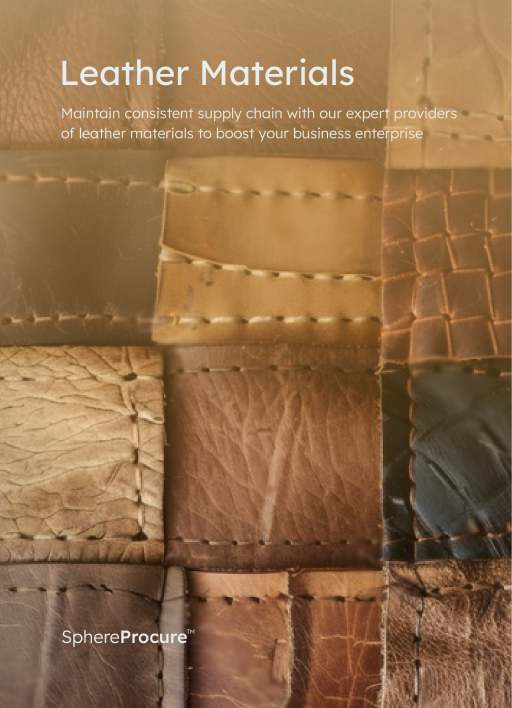 Leather Materials
Maintain consistent supply chain with our expert providers
of leather materials to boost your business enterprise
SphereProcure™